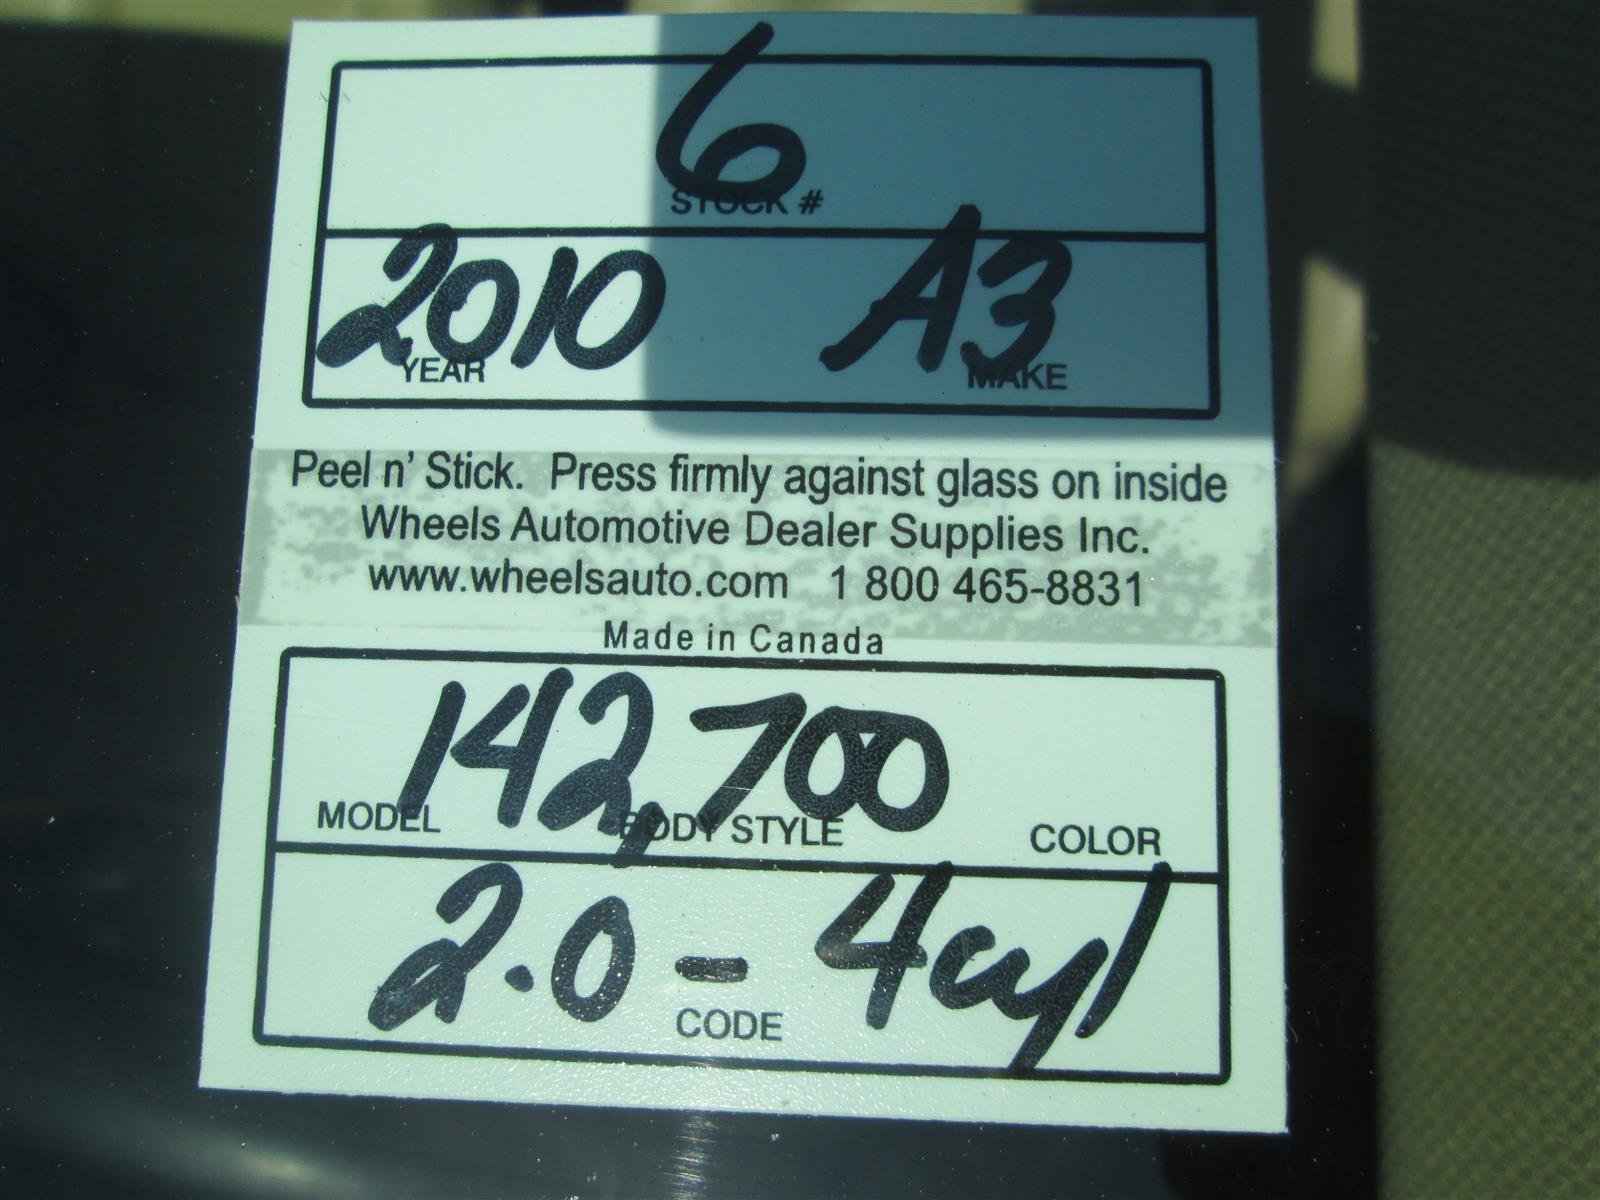 6
STOCK #
2010 A3
YEAR MAKE
Peel n' Stick. Press firmly against glass on inside
Wheels Automotive Dealer Supplies Inc.
www.wheelsauto.com 1 800 465-8831
Made in Canada
142,700
MODEL BODY STYLE COLOR
2.0 - 4cyl
CODE